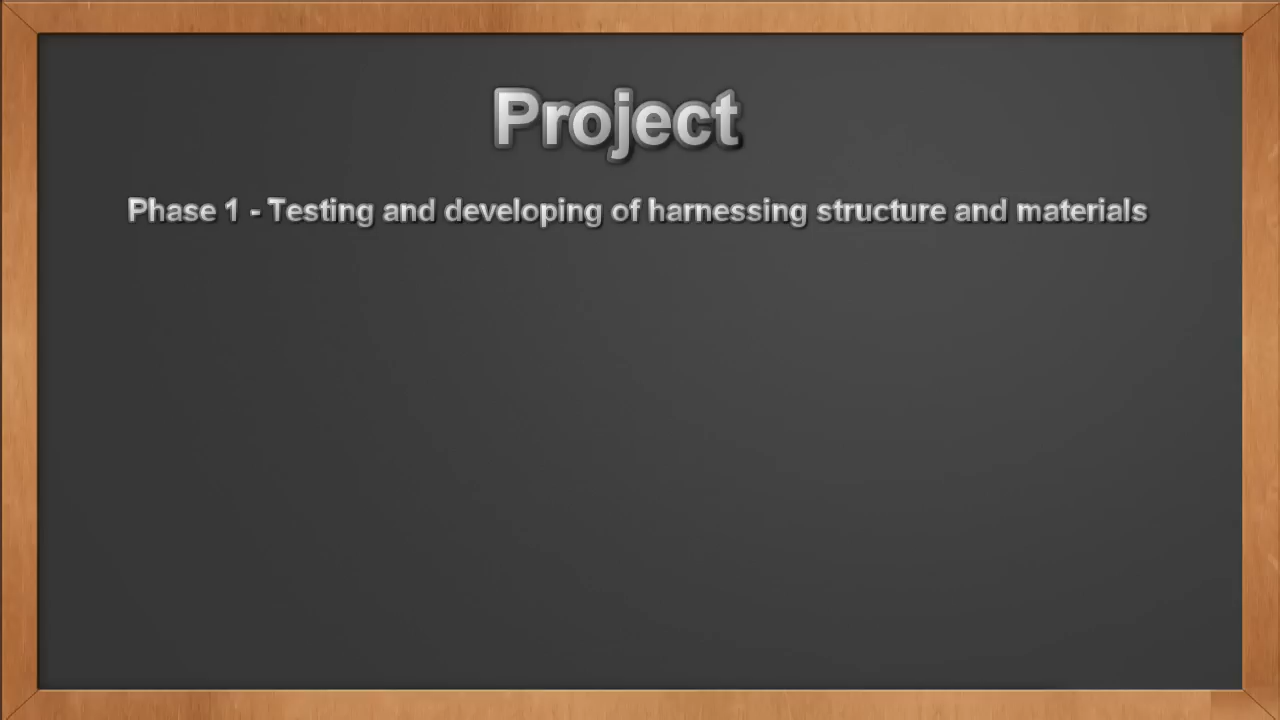 Project
Phase 1 - Testing and developing of harnessing structure and materials